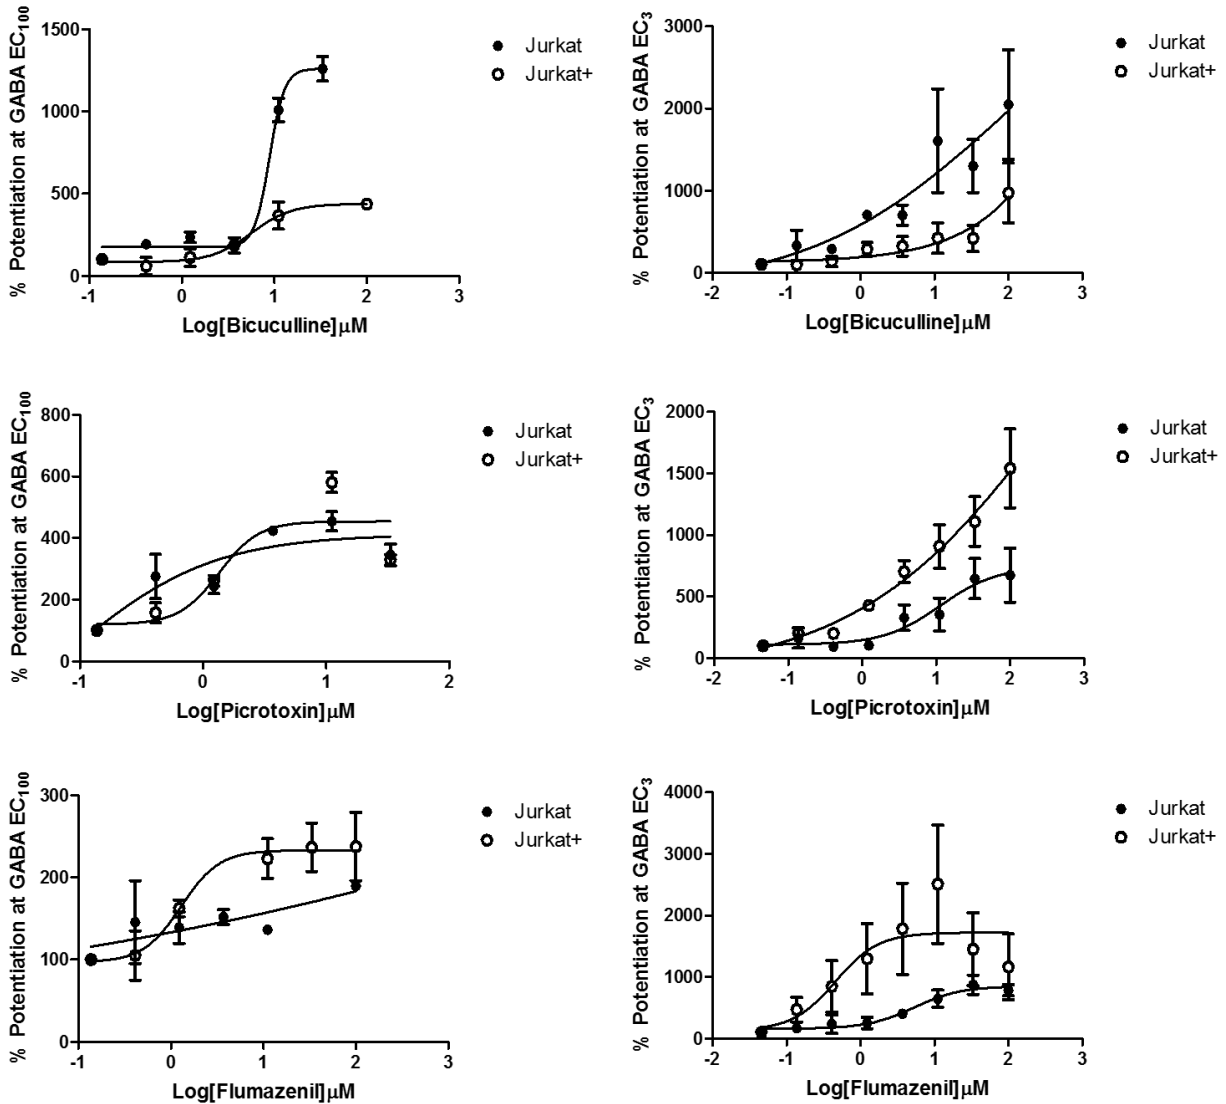 % Potentiation at GABA EC100
1500
1000
500
0
-1 0 1 2 3
Log[Bicuculline]µM
Jurkat
Jurkat+
% Potentiation at GABA EC3
3000
2000
1000
0
-2 -1 0 1 2 3
Log[Bicuculline]µM
Jurkat
Jurkat+
% Potentiation at GABA EC100
800
600
400
200
0
-1 0 1 2
Log[Picrotoxin]µM
Jurkat
Jurkat+
% Potentiation at GABA EC3
2000
1500
1000
500
0
-2 -1 0 1 2 3
Log[Picrotoxin]µM
Jurkat
Jurkat+
% Potentiation at GABA EC100
300
200
100
0
-1 0 1 2 3
Log[Flumazenil]µM
Jurkat
Jurkat+
% Potentiation at GABA EC3
4000
3000
2000
1000
0
-2 -1 0 1 2 3
Log[Flumazenil]µM
Jurkat
Jurkat+